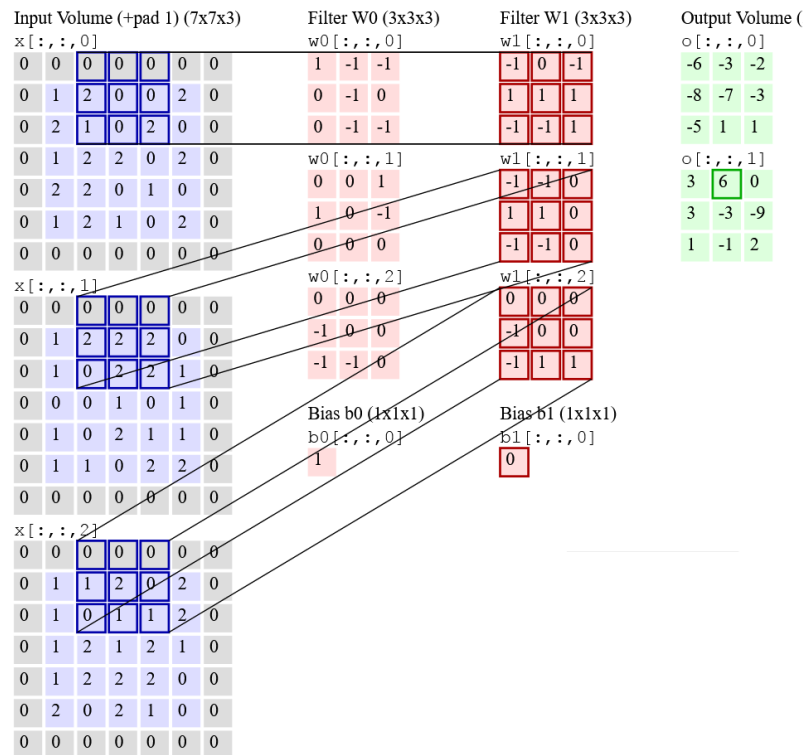 Input Volume (+pad 1) (7x7x3)
x[:,:,0]
0 0 0 0 0 0 0
0 1 2 0 0 2 0
0 2 1 0 2 0 0
0 1 2 2 0 2 0
0 2 2 0 1 0 0
0 1 2 1 0 2 0
0 0 0 0 0 0 0
x[:,:,1]
0 0 0 0 0 0 0
0 1 2 2 2 0 0
0 1 0 2 2 1 0
0 0 0 1 0 1 0
0 1 0 2 1 1 0
0 1 1 0 2 2 0
0 0 0 0 0 0 0
x[:,:,2]
0 0 0 0 0 0 0
0 1 1 2 0 2 0
0 1 0 1 1 2 0
0 1 2 1 2 1 0
0 1 2 2 2 0 0
0 2 0 2 1 0 0
0 0 0 0 0 0 0
Filter W0 (3x3x3)
w0[:,:,0]
1 -1 -1
0 -1 0
0 -1 -1
w0[:,:,1]
0 0 1
1 0 -1
0 0 0
w0[:,:,2]
0 0 0
-1 0 0
-1 -1 0
Bias b0 (1x1x1)
b0[:,:,0]
1
Filter W1 (3x3x3)
w1[:,:,0]
-1 0 -1
1 1 1
-1 -1 1
w1[:,:,1]
-1 -1 0
1 1 0
-1 -1 0
w1[:,:,2]
0 0 0
-1 0 0
-1 1 1
Bias b1 (1x1x1)
b1[:,:,0]
0
Output Volume (
o[:,:,0]
-6 -3 -2
-8 -7 -3
-5 1 1
o[:,:,1]
3 6 0
3 -3 -9
1 -1 2